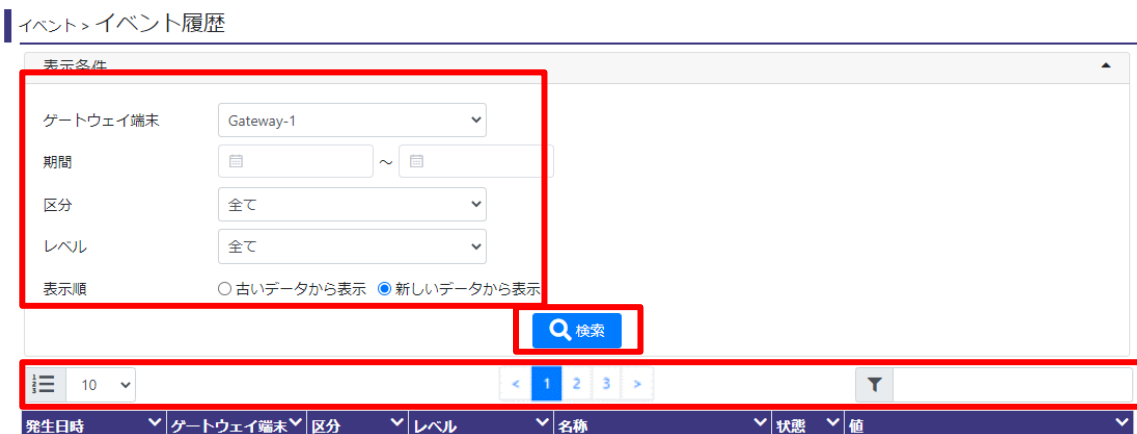 イベント > イベント履歴
表示条件
ゲートウェイ端末 Gateway-1
期間 ～
区分 全て
レベル 全て
表示順 古いデータから表示 新しいデータから表示
検索
10 < 1 2 3 >
発生日時 ゲートウェイ端末 区分 レベル 名称 状態 値